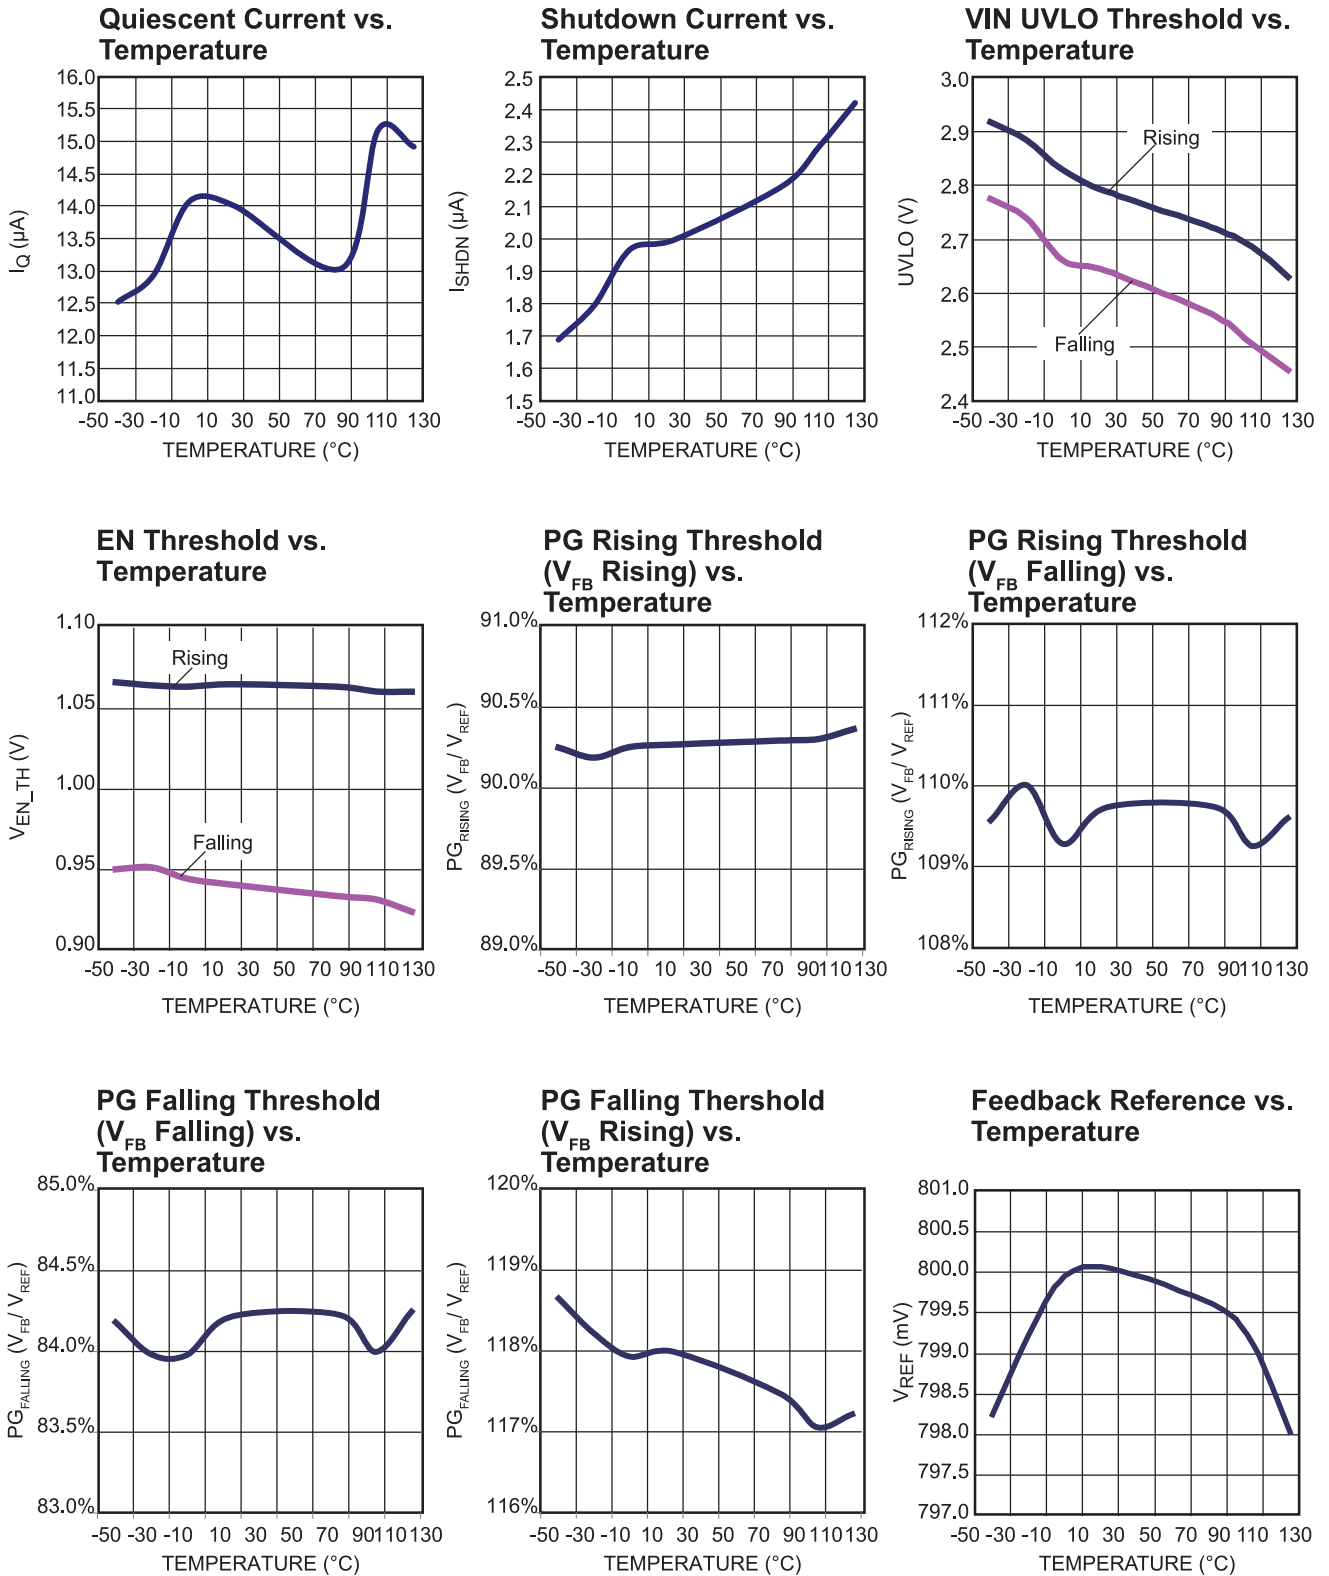 Quiescent Current vs.
Temperature
16.0
15.5
15.0
14.5
14.0
13.5
13.0
12.5
12.0
11.5
11.0
IQ (µA)
-50 -30 -10 10 30 50 70 90 110 130
TEMPERATURE (°C)
Shutdown Current vs.
Temperature
2.5
2.4
2.3
2.2
2.1
2.0
1.9
1.8
1.7
1.6
1.5
ISHDN (µA)
-50 -30 -10 10 30 50 70 90 110 130
TEMPERATURE (°C)
VIN UVLO Threshold vs.
Temperature
3.0
2.9
2.8
2.7
2.6
2.5
2.4
UVLO (V)
Rising
Falling
-50 -30 -10 10 30 50 70 90 110 130
TEMPERATURE (°C)
EN Threshold vs.
Temperature
1.10
1.05
1.00
0.95
0.90
VEN_TH (V)
Rising
Falling
-50 -30 -10 10 30 50 70 90 110 130
TEMPERATURE (°C)
PG Rising Threshold
(VFB Rising) vs.
Temperature
91.0%
90.5%
90.0%
89.5%
89.0%
PGRISING (VFB/ VREF)
-50 -30 -10 10 30 50 70 90 110 130
TEMPERATURE (°C)
PG Rising Threshold
(VFB Falling) vs.
Temperature
112%
111%
110%
109%
108%
PGRISING (VFB/ VREF)
-50 -30 -10 10 30 50 70 90110 130
TEMPERATURE (°C)
PG Falling Threshold
(VFB Falling) vs.
Temperature
85.0%
84.5%
84.0%
83.5%
83.0%
PGFALLING (VFB/ VREF)
-50 -30 -10 10 30 50 70 90110 130
TEMPERATURE (°C)
PG Falling Thershold
(VFB Rising) vs.
Temperature
120%
119%
118%
117%
116%
PGFALLING (VFB/ VREF)
-50 -30 -10 10 30 50 70 90 110 130
TEMPERATURE (°C)
Feedback Reference vs.
Temperature
801.0
800.5
800.0
799.5
799.0
798.5
798.0
797.5
797.0
VREF (mV)
-50 -30 -10 10 30 50 70 90 110 130
TEMPERATURE (°C)